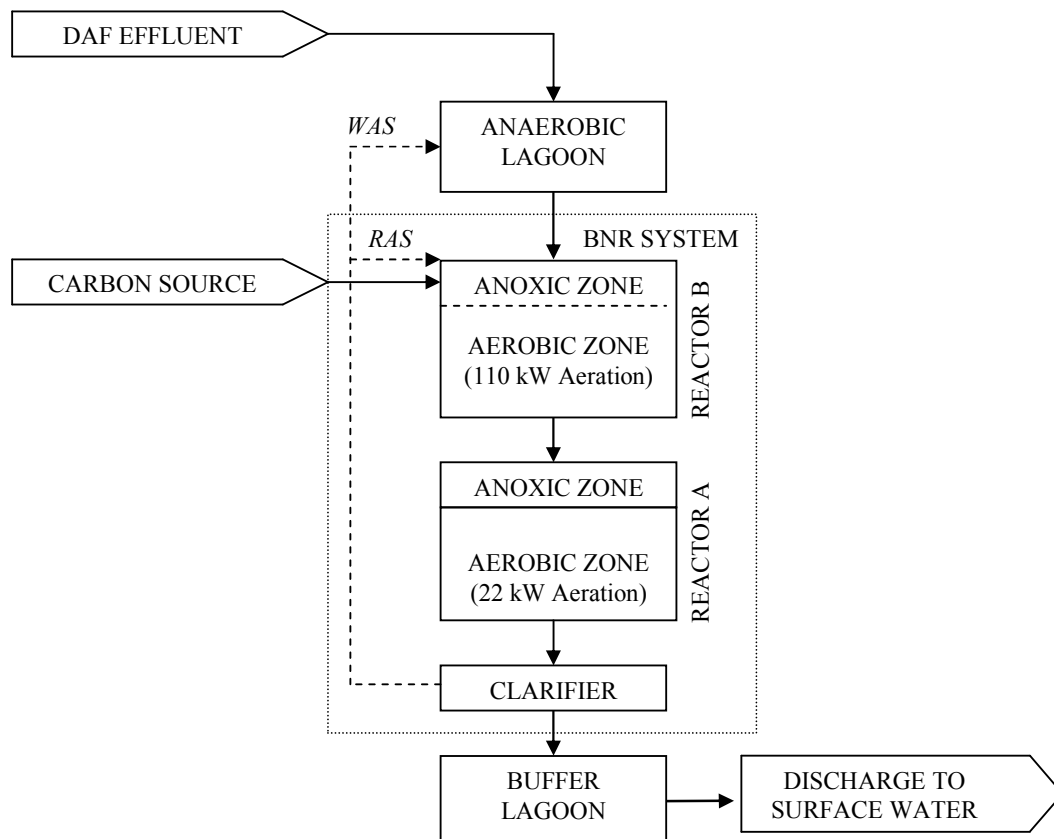 DAF EFFLUENT
WAS
ANAEROBIC
LAGOON
RAS
BNR SYSTEM
CARBON SOURCE
ANOXIC ZONE
AEROBIC ZONE
(110 kW Aeration)
REACTOR B
ANOXIC ZONE
AEROBIC ZONE
(22 kW Aeration)
REACTOR A
CLARIFIER
BUFFER
LAGOON
DISCHARGE TO
SURFACE WATER